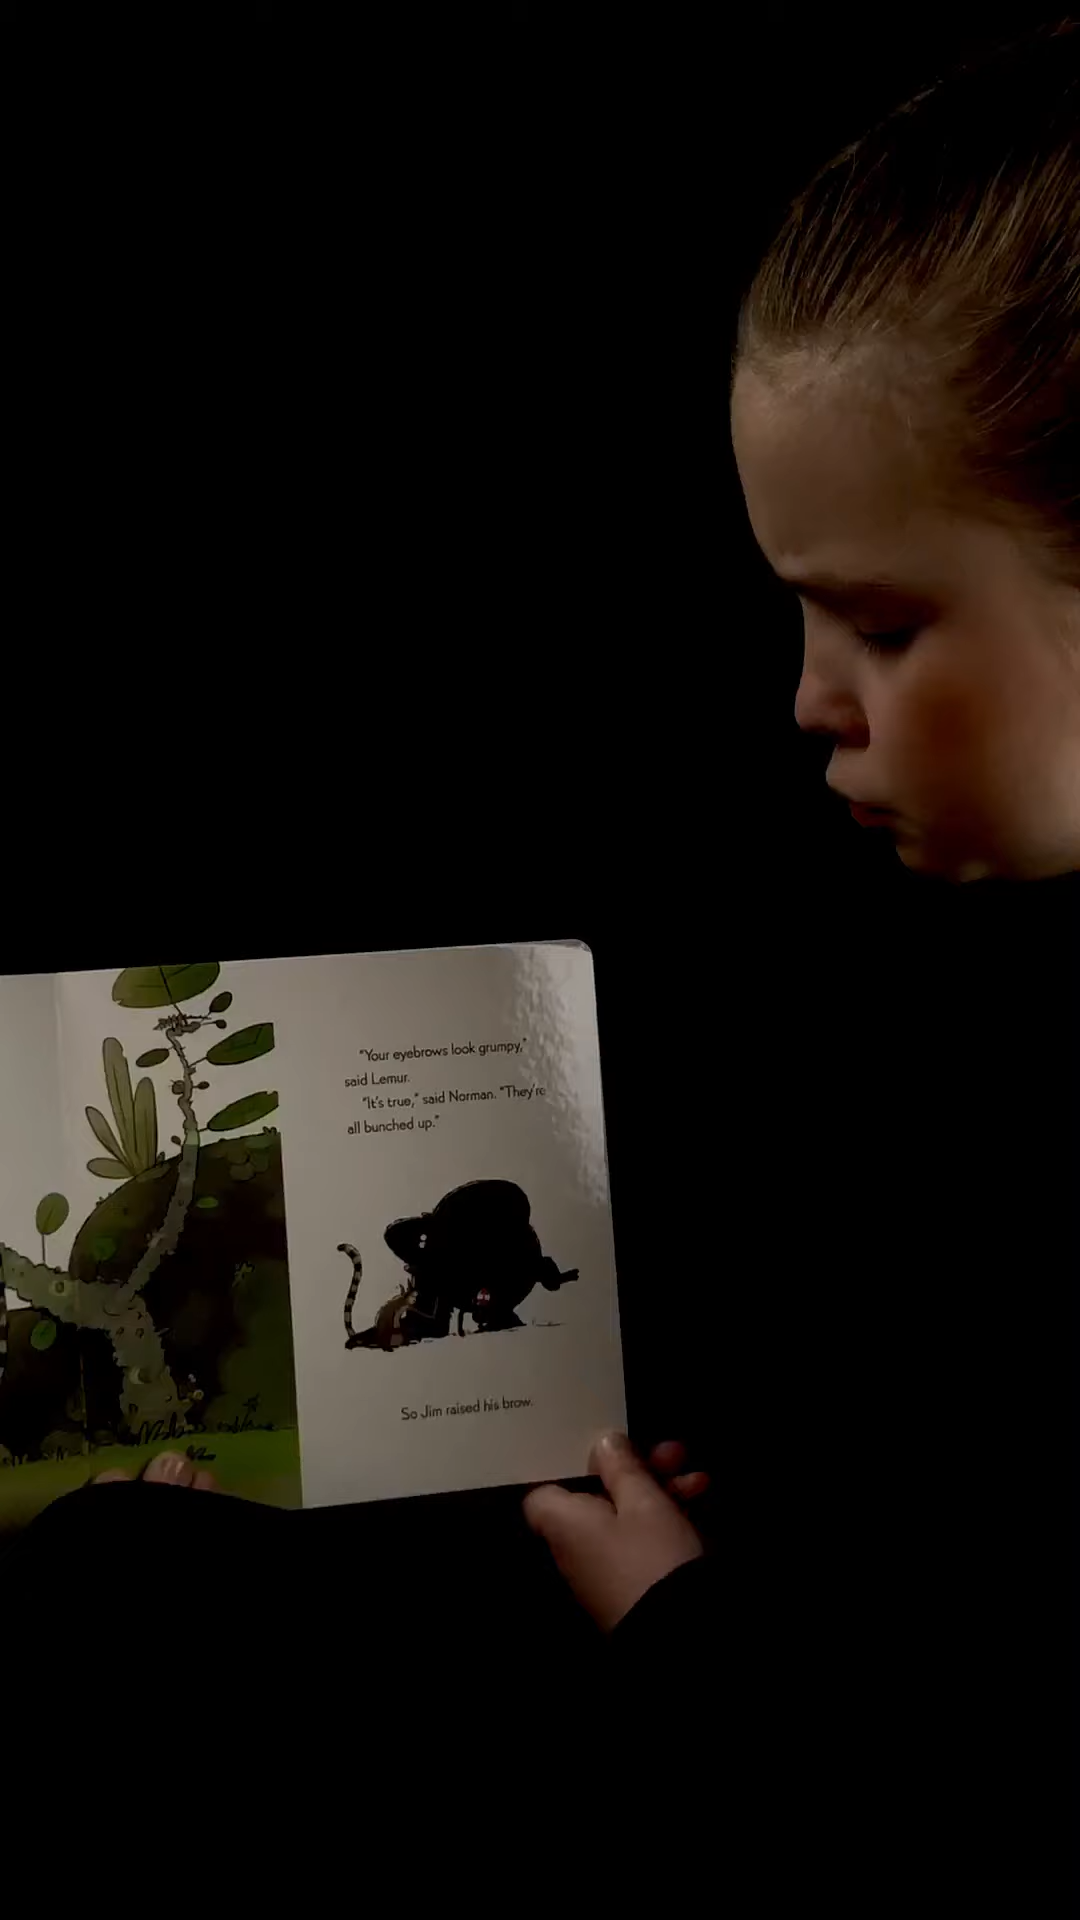 "Your eyebrows look grumpy,"
said Lemur.
"It's true," said Norman. "They're
all bunched up."
So Jim raised his brow.